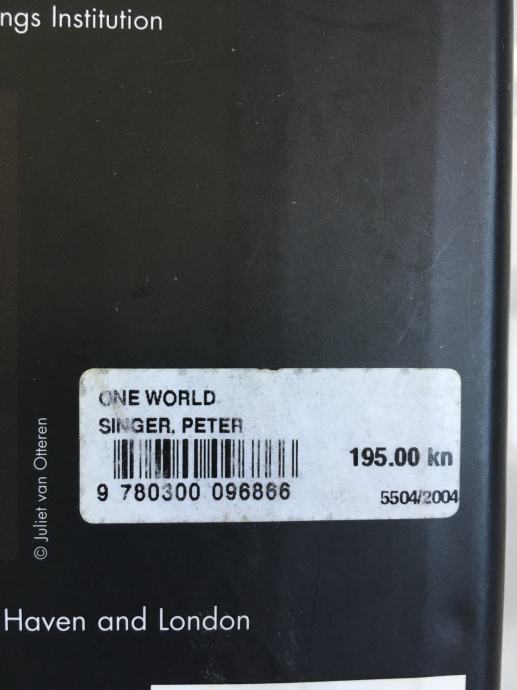 ngs Institution
ONE WORLD
SINGER, PETER
195.00 kn
9 780300 096866
5504/2004
© Juliet van Otteren
Haven and London